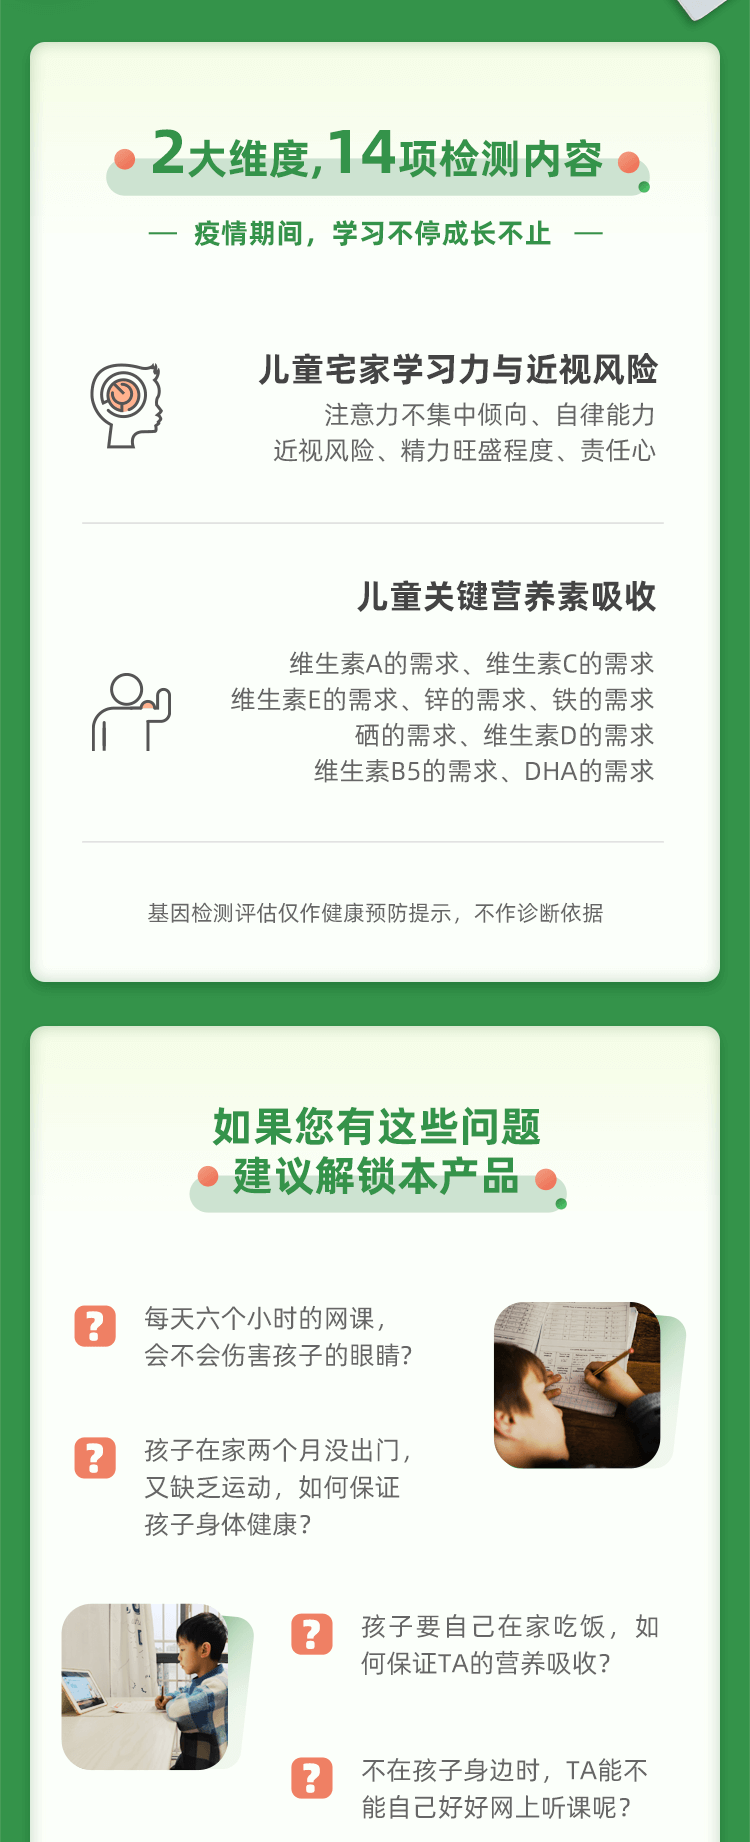 2大维度,14项检测内容
— 疫情期间，学习不停成长不止 —
儿童宅家学习力与近视风险
注意力不集中倾向、自律能力
近视风险、精力旺盛程度、责任心
儿童关键营养素吸收
维生素A的需求、维生素C的需求
维生素E的需求、锌的需求、铁的需求
硒的需求、维生素D的需求
维生素B5的需求、DHA的需求
基因检测评估仅作健康预防提示，不作诊断依据
如果您有这些问题
建议解锁本产品
?
每天六个小时的网课，
会不会伤害孩子的眼睛?
?
孩子在家两个月没出门，
又缺乏运动，如何保证
孩子身体健康?
?
孩子要自己在家吃饭，如
何保证TA的营养吸收?
?
不在孩子身边时，TA能不
能自己好好网上听课呢?